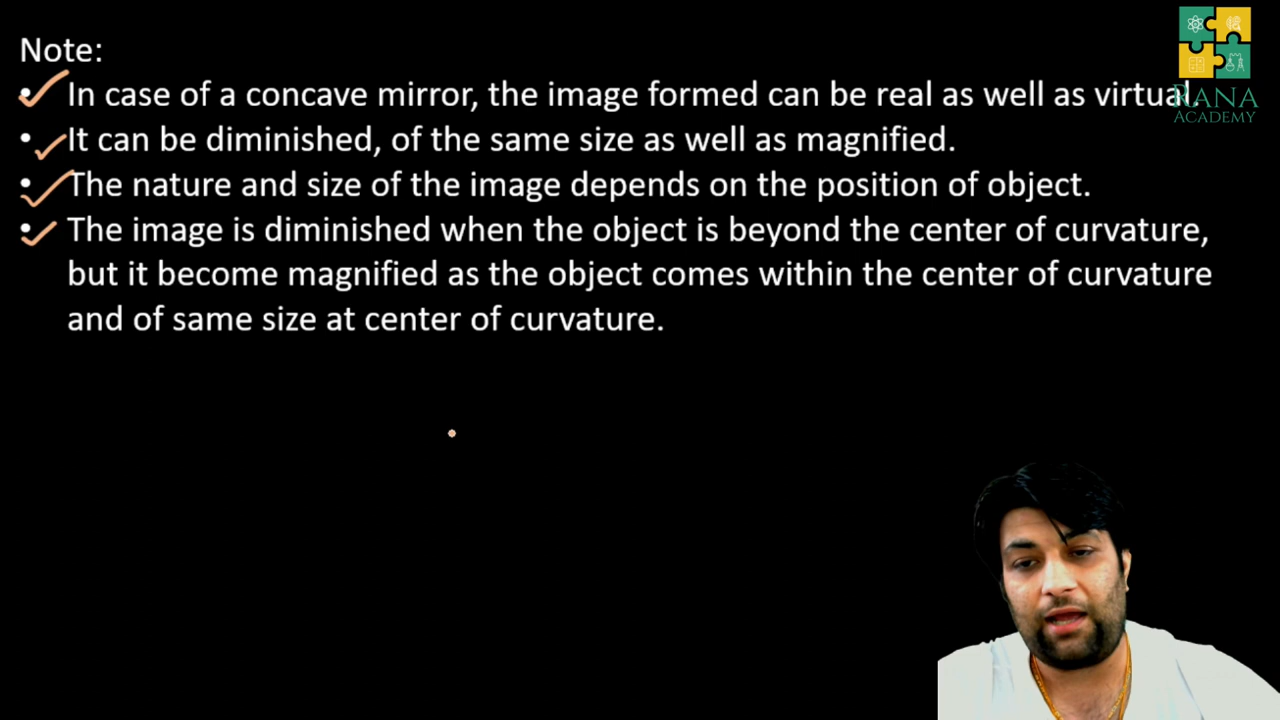 Note:
• In case of a concave mirror, the image formed can be real as well as virtual.
• It can be diminished, of the same size as well as magnified.
• The nature and size of the image depends on the position of object.
• The image is diminished when the object is beyond the center of curvature,
but it become magnified as the object comes within the center of curvature
and of same size at center of curvature.
RANA
ACADEMY